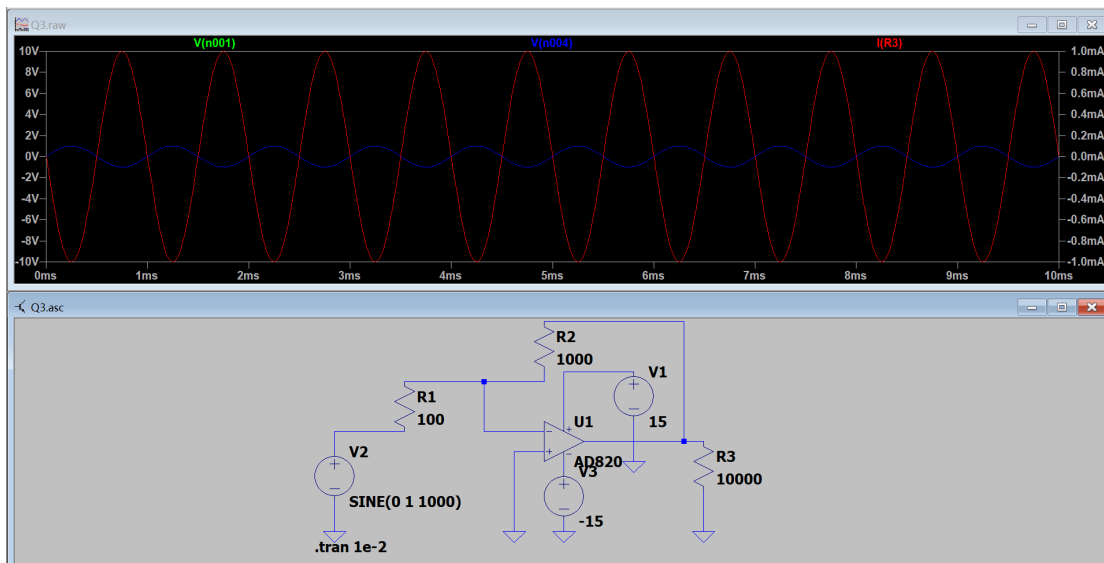 Q3.raw
V(n001) V(n004) I(R3)
10V 1.0mA
8V 0.8mA
6V 0.6mA
4V 0.4mA
2V 0.2mA
0V 0.0mA
-2V -0.2mA
-4V -0.4mA
-6V -0.6mA
-8V -0.8mA
-10V -1.0mA
0ms 1ms 2ms 3ms 4ms 5ms 6ms 7ms 8ms 9ms 10ms
Q3.asc
R2
1000
V1
15
R1
100
U1
AD820
V2
SINE(0 1 1000)
V3
-15
R3
10000
.tran 1e-2